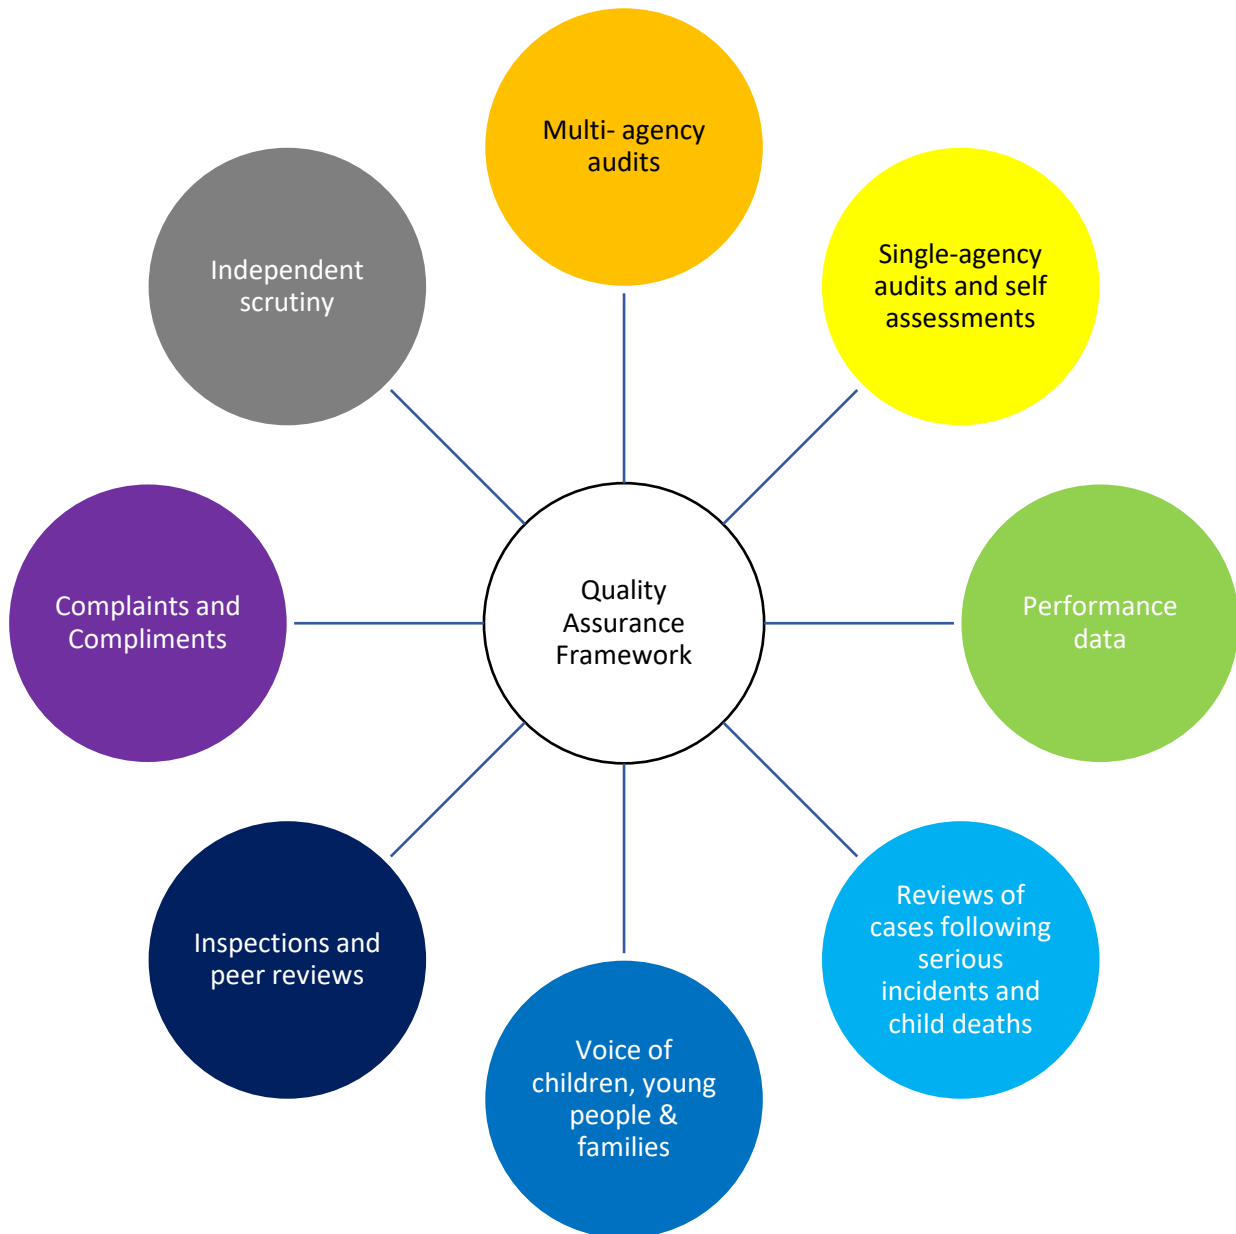 Multi- agency
audits
Single-agency
audits and self
assessments
Performance
data
Reviews of
cases following
serious
incidents and
child deaths
Voice of
children, young
people &
families
Inspections and
peer reviews
Complaints and
Compliments
Independent
scrutiny
Quality
Assurance
Framework